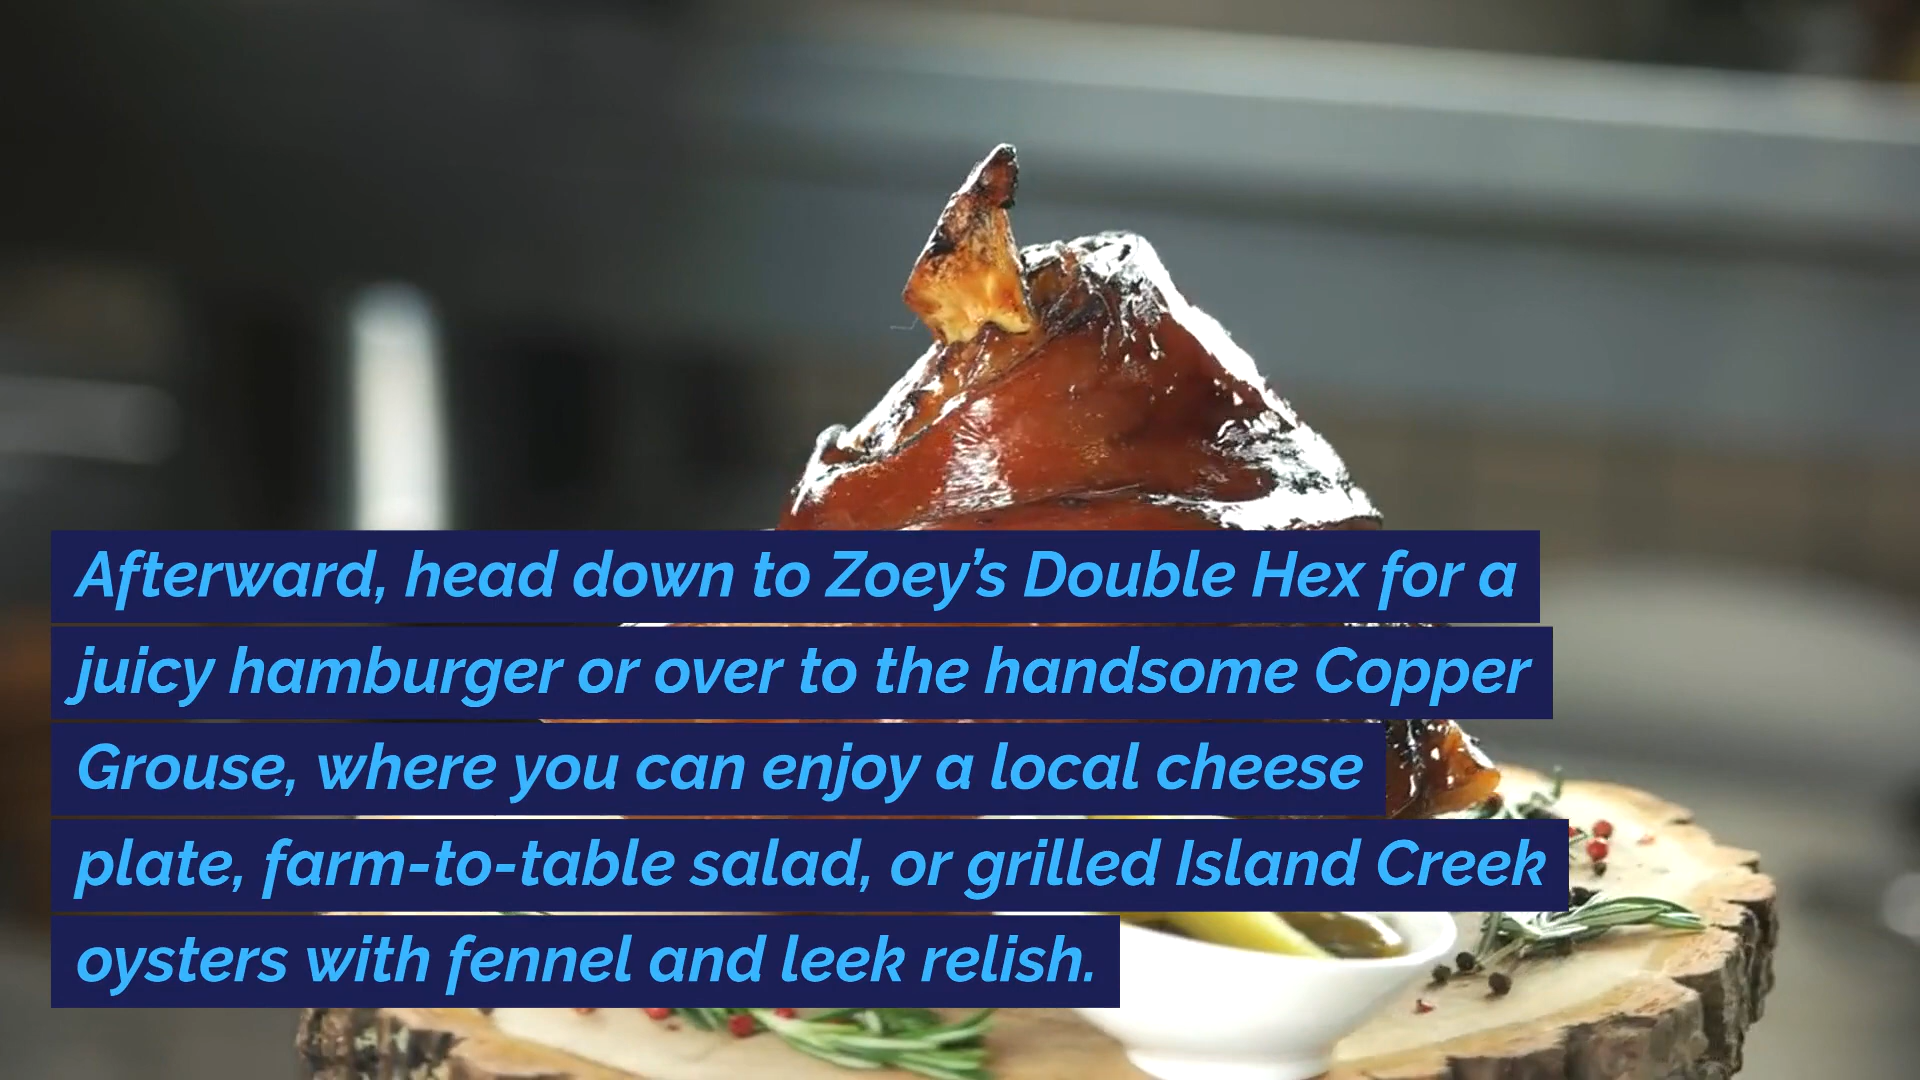 Afterward, head down to Zoey’s Double Hex for a
juicy hamburger or over to the handsome Copper
Grouse, where you can enjoy a local cheese
plate, farm-to-table salad, or grilled Island Creek
oysters with fennel and leek relish.